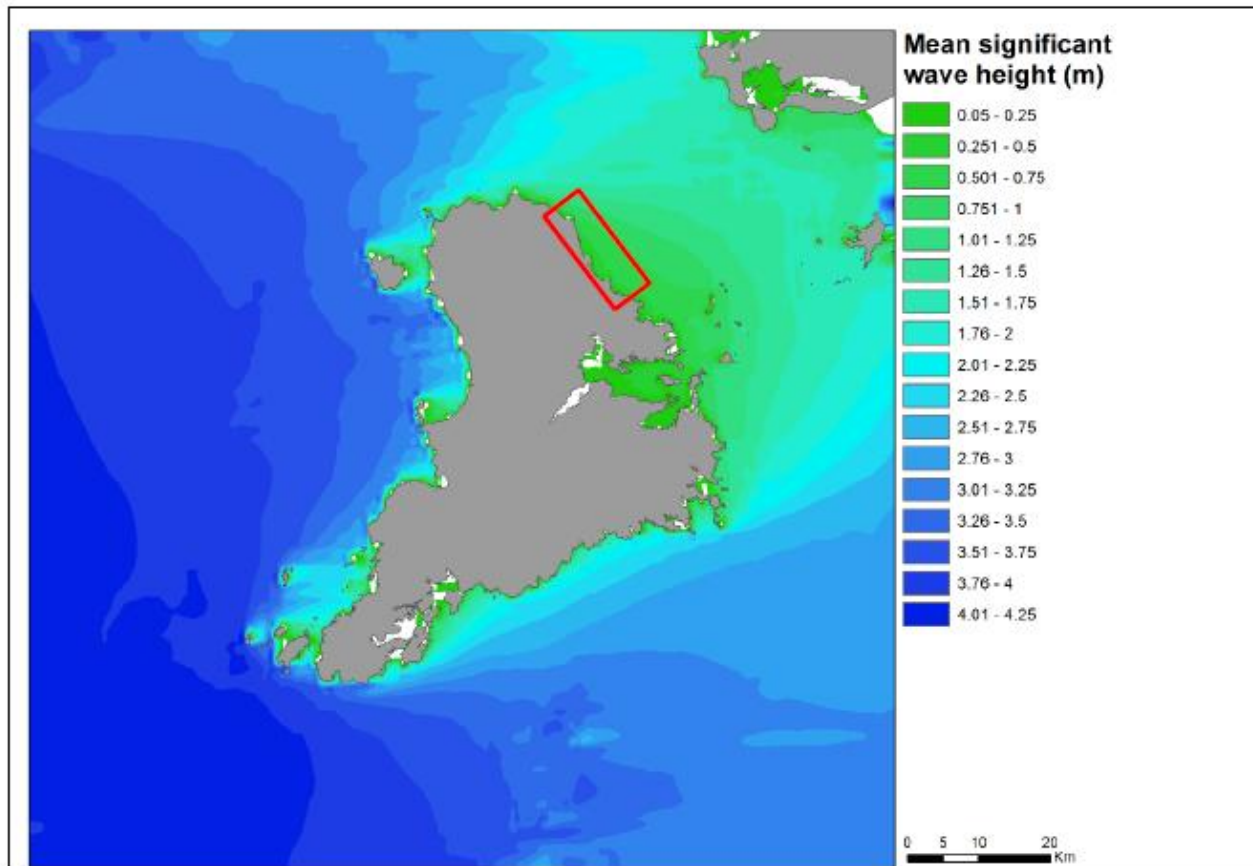 Mean significant
wave height (m)
0.05 - 0.25
0.251 - 0.5
0.501 - 0.75
0.751 - 1
1.01 - 1.25
1.26 - 1.5
1.51 - 1.75
1.76 - 2
2.01 - 2.25
2.26 - 2.5
2.51 - 2.75
2.76 - 3
3.01 - 3.25
3.26 - 3.5
3.51 - 3.75
3.76 - 4
4.01 - 4.25
0 5 10 20
Km